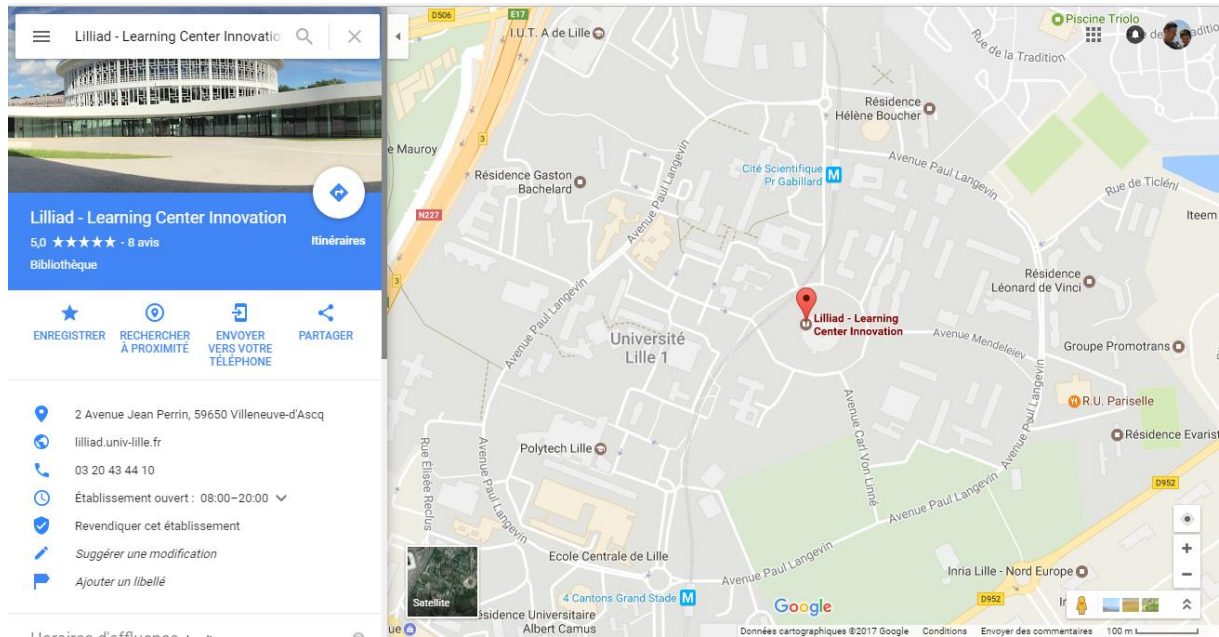 Lilliad - Learning Center Innovatio
Lilliad - Learning Center Innovation
5,0 ★★★★★ - 8 avis
Bibliothèque
Itinéraires
ENREGISTRER
RECHERCHER
À PROXIMITÉ
ENVOYER
VERS VOTRE
TÉLÉPHONE
PARTAGER
2 Avenue Jean Perrin, 59650 Villeneuve-d'Ascq
lilliad.univ-lille.fr
03 20 43 44 10
Établissement ouvert : 08:00–20:00
Revendiquer cet établissement
Suggérer une modification
Ajouter un libellé
D506
E17
I.U.T. A de Lille
Piscine Triolo
Rue de la Tradition
Résidence
Hélène Boucher
3
e Mauroy
Résidence Gaston
Bachelard
Avenue Paul Langevin
Cité Scientifique
Pr Gabillard
M
Avenue Paul Langevin
Rue de Ticléni
N227
Iteem
3
Résidence
Léonard de Vinci
Avenue Paul Langevin
Lilliad - Learning
Center Innovation
Université
Lille 1
Avenue Mendeleiev
Groupe Promotrans
R.U. Pariselle
Résidence Evarist
Polytech Lille
Rue Élisée Reclus
Avenue Paul Langevin
Avenue Carl Von Linné
Avenue Paul Langevin
Avenue Paul Langevin
D952
Ecole Centrale de Lille
Avenue Paul Langevin
Inria Lille - Nord Europe
4 Cantons Grand Stade
M
D952
Satellite
ésidence Universitaire
Albert Camus
Google
Données cartographiques ©2017 Google
Conditions
Envoyer des commentaires
100 m